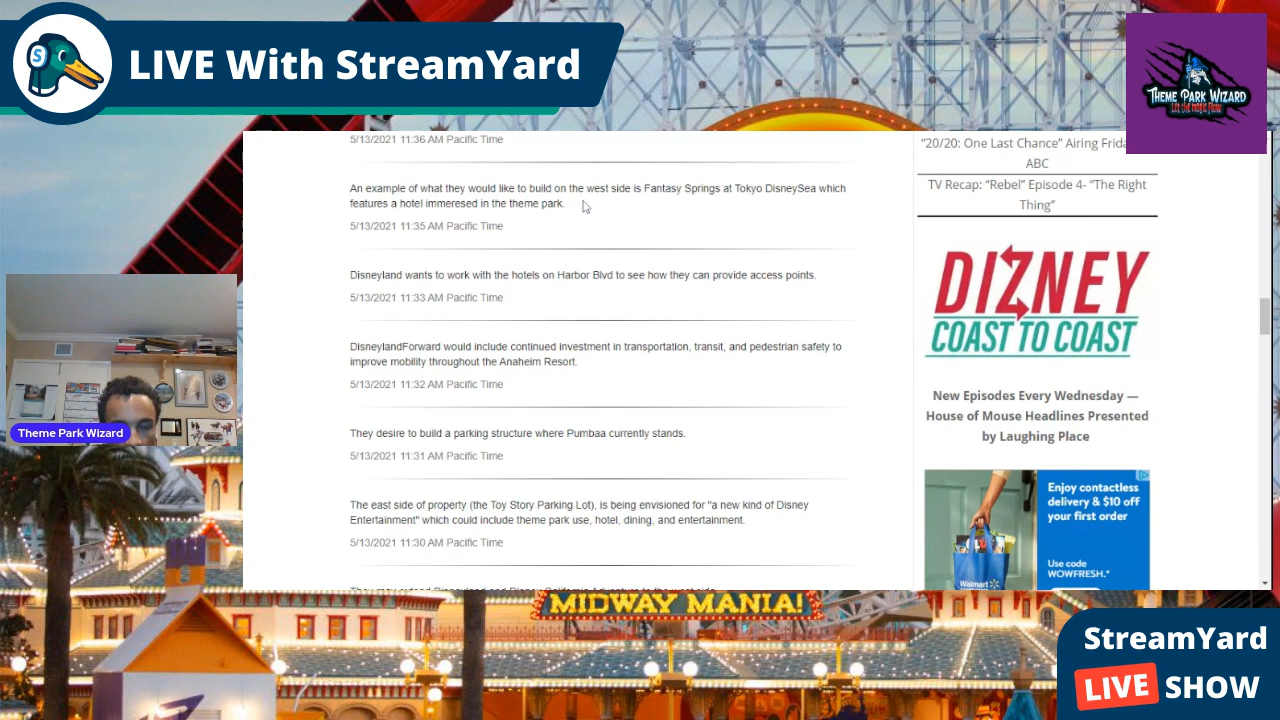 LIVE With StreamYard
S
THEME PARK WIZARD
Let the magic flow
5/13/2021 11:36 AM Pacific Time
An example of what they would like to build on the west side is Fantasy Springs at Tokyo DisneySea which
features a hotel immeresed in the theme park.
5/13/2021 11:35 AM Pacific Time
Disneyland wants to work with the hotels on Harbor Blvd to see how they can provide access points.
5/13/2021 11:33 AM Pacific Time
DisneylandForward would include continued investment in transportation, transit, and pedestrian safety to
improve mobility throughout the Anaheim Resort.
5/13/2021 11:32 AM Pacific Time
They desire to build a parking structure where Pumbaa currently stands.
5/13/2021 11:31 AM Pacific Time
The east side of property (the Toy Story Parking Lot), is being envisioned for "a new kind of Disney
Entertainment" which could include theme park use, hotel, dining, and entertainment.
5/13/2021 11:30 AM Pacific Time
"20/20: One Last Chance" Airing
ABC
TV Recap: "Rebel" Episode 4- "The Right
Thing"
DIZNEY
COAST TO COAST
New Episodes Every Wednesday —
House of Mouse Headlines Presented
by Laughing Place
Enjoy contactless
delivery & $10 off
your first order
Use code
WOWFRESH.*
Walmart
Theme Park Wizard
MIDWAY MANIA!
StreamYard
LIVE SHOW